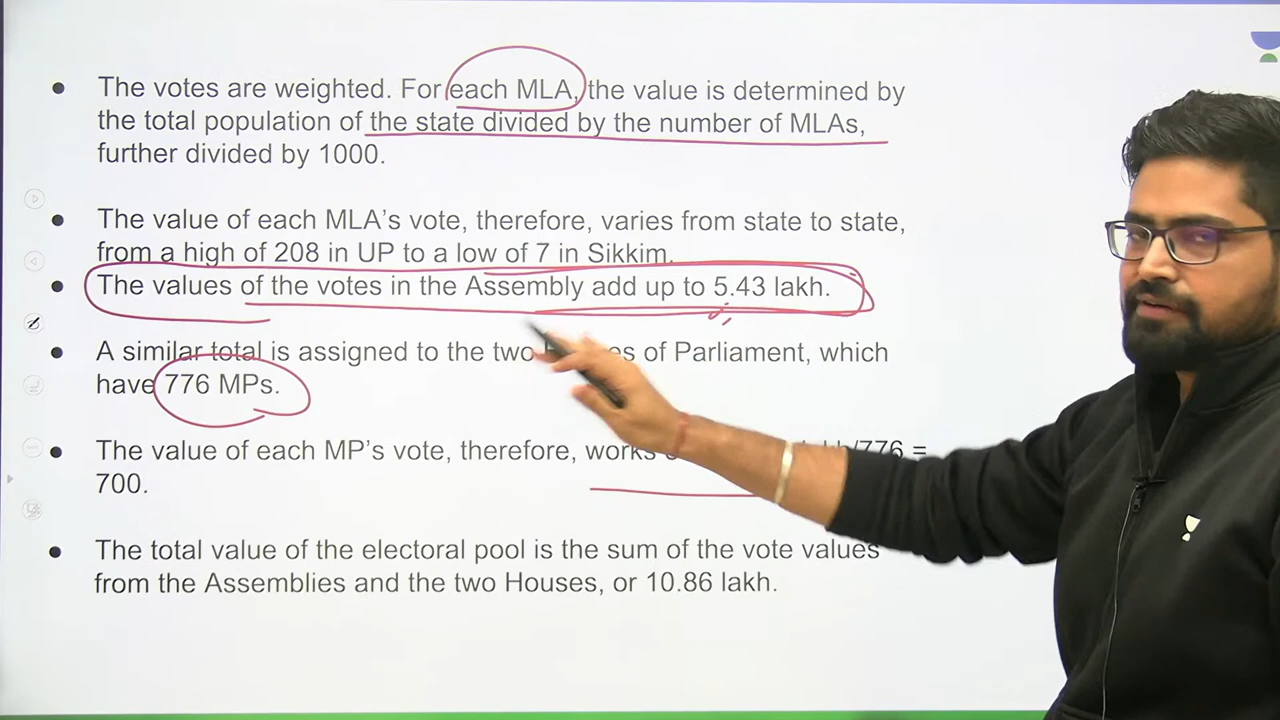 The votes are weighted. For each MLA, the value is determined by
the total population of the state divided by the number of MLAs,
further divided by 1000.
The value of each MLA's vote, therefore, varies from state to state,
from a high of 208 in UP to a low of 7 in Sikkim.
The values of the votes in the Assembly add up to 5.43 lakh.
A similar total is assigned to the two of Parliament, which
have 776 MPs.
The value of each MP's vote, therefore, works /776 =
700.
The total value of the electoral pool is the sum of the vote values
from the Assemblies and the two Houses, or 10.86 lakh.